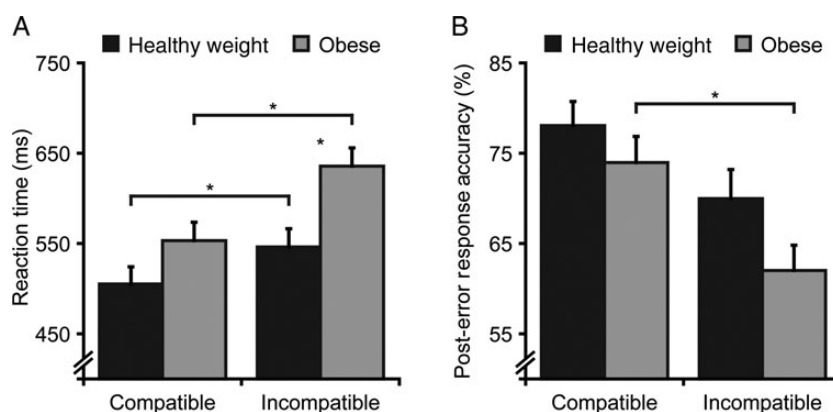 A
Healthy weight Obese
750
650
550
450
Reaction time (ms)
*
*
*
Compatible Incompatible
B
Healthy weight Obese
85
75
65
55
Post-error response accuracy (%)
*
Compatible Incompatible